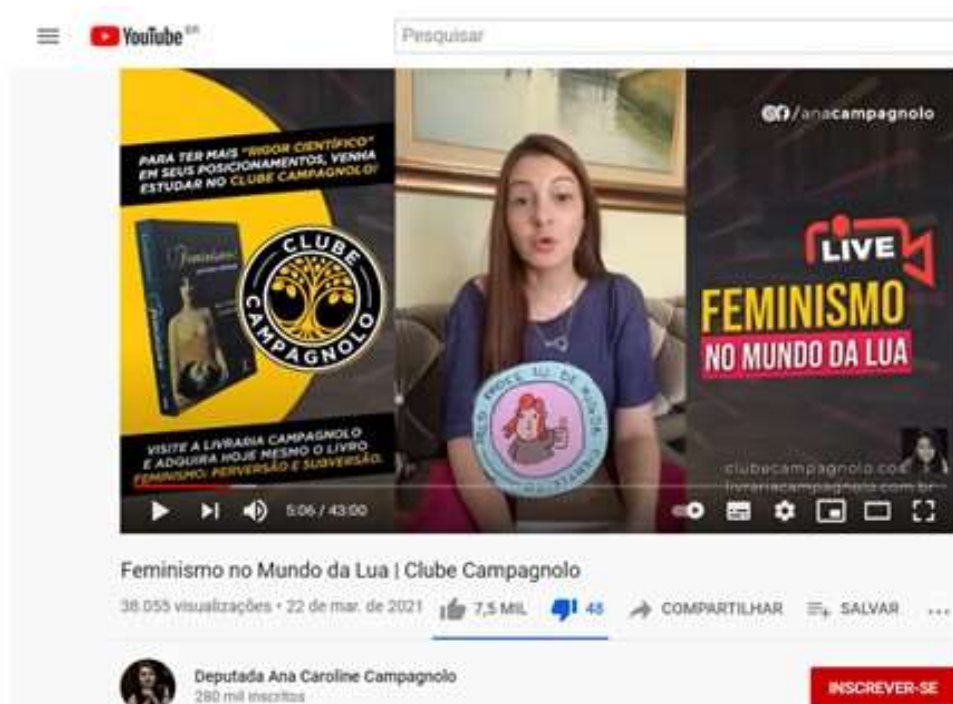 YouTube BR
Pesquisar
PARA TER MAIS "RIGOR CIENTÍFICO"
EM SEUS POSICIONAMENTOS, VENHA
ESTUDAR NO CLUBE CAMPAGNOLO!
Feminismo:
CLUBE
CAMPAGNOLO
VISITE A LIVRARIA CAMPAGNOLO
E ADQUIRA HOJE MESMO O LIVRO
FEMINISMO: PERVERSÃO E SUBVERSÃO.
/anacampagnolo
LIVE
FEMINISMO
NO MUNDO DA LUA
clubecampagnolo.com
livrariacampagnolo.com.br
5:06 / 43:00
Feminismo no Mundo da Lua | Clube Campagnolo
38.055 visualizações • 22 de mar. de 2021
7,5 MIL
48
COMPARTILHAR
SALVAR
Deputada Ana Caroline Campagnolo
280 mil inscritos
INSCREVER-SE